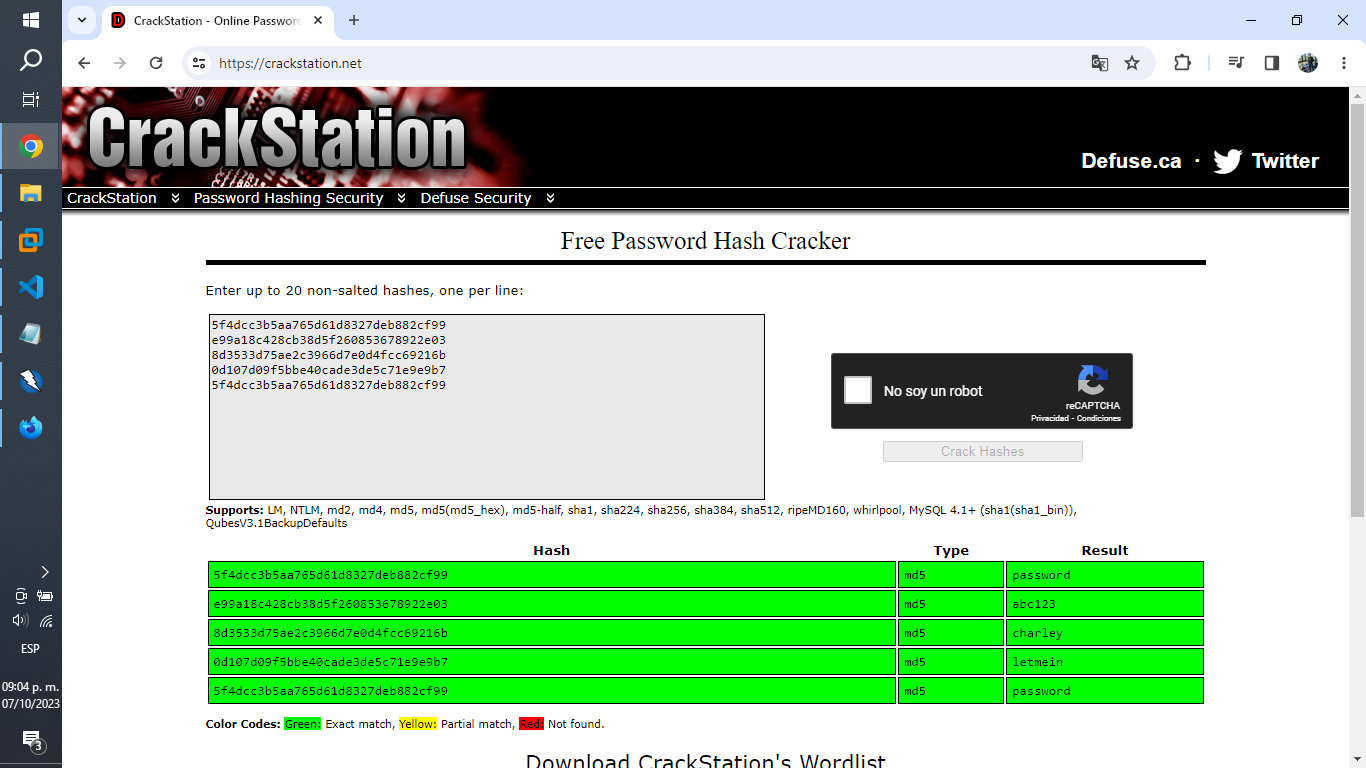 CrackStation - Online Passwor
https://crackstation.net
CrackStation
Defuse.ca · Twitter
CrackStation Password Hashing Security Defuse Security
Free Password Hash Cracker
Enter up to 20 non-salted hashes, one per line:
5f4dcc3b5aa765d61d8327deb882cf99
e99a18c428cb38d5f260853678922e03
8d3533d75ae2c3966d7e0d4fcc69216b
0d107d09f5bbe40cade3de5c71e9e9b7
5f4dcc3b5aa765d61d8327deb882cf99
No soy un robot
reCAPTCHA
Privacidad - Condiciones
Crack Hashes
Supports: LM, NTLM, md2, md4, md5, md5(md5_hex), md5-half, sha1, sha224, sha256, sha384, sha512, ripeMD160, whirlpool, MySQL 4.1+ (sha1(sha1_bin)),
QubesV3.1BackupDefaults
Hash Type Result
5f4dcc3b5aa765d61d8327deb882cf99 md5 password
e99a18c428cb38d5f260853678922e03 md5 abc123
8d3533d75ae2c3966d7e0d4fcc69216b md5 charley
0d107d09f5bbe40cade3de5c71e9e9b7 md5 letmein
5f4dcc3b5aa765d61d8327deb882cf99 md5 password
Color Codes: Green: Exact match, Yellow: Partial match, Red: Not found.
Download CrackStation's Wordlist
ESP
09:04 p. m.
07/10/2023
3